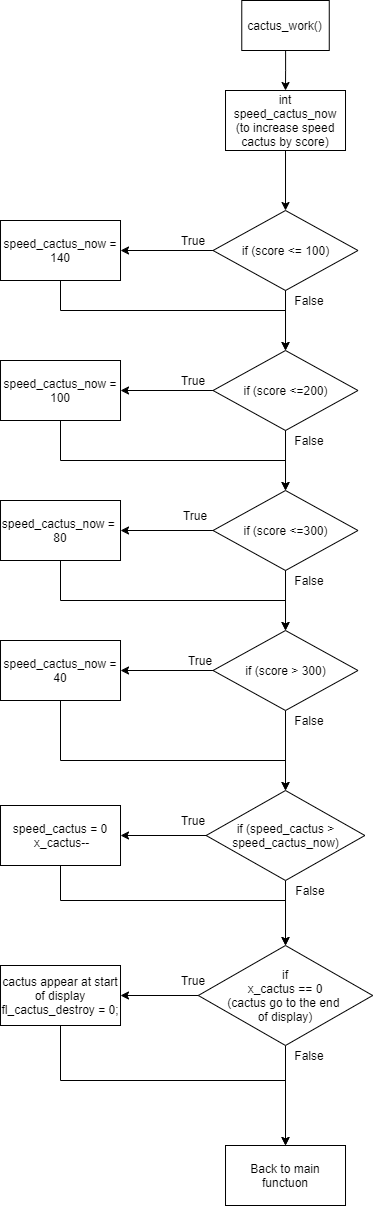 cactus_work()
int
speed_cactus_now
(to increase speed
cactus by score)
if (score <= 100)
True
speed_cactus_now =
140
False
if (score <=200)
True
speed_cactus_now =
100
False
if (score <=300)
True
speed_cactus_now =
80
False
if (score > 300)
True
speed_cactus_now =
40
False
if (speed_cactus >
speed_cactus_now)
True
speed_cactus = 0
x_cactus--
False
if
x_cactus == 0
(cactus go to the end
of display)
True
cactus appear at start
of display
fl_cactus_destroy = 0;
False
Back to main
functuon